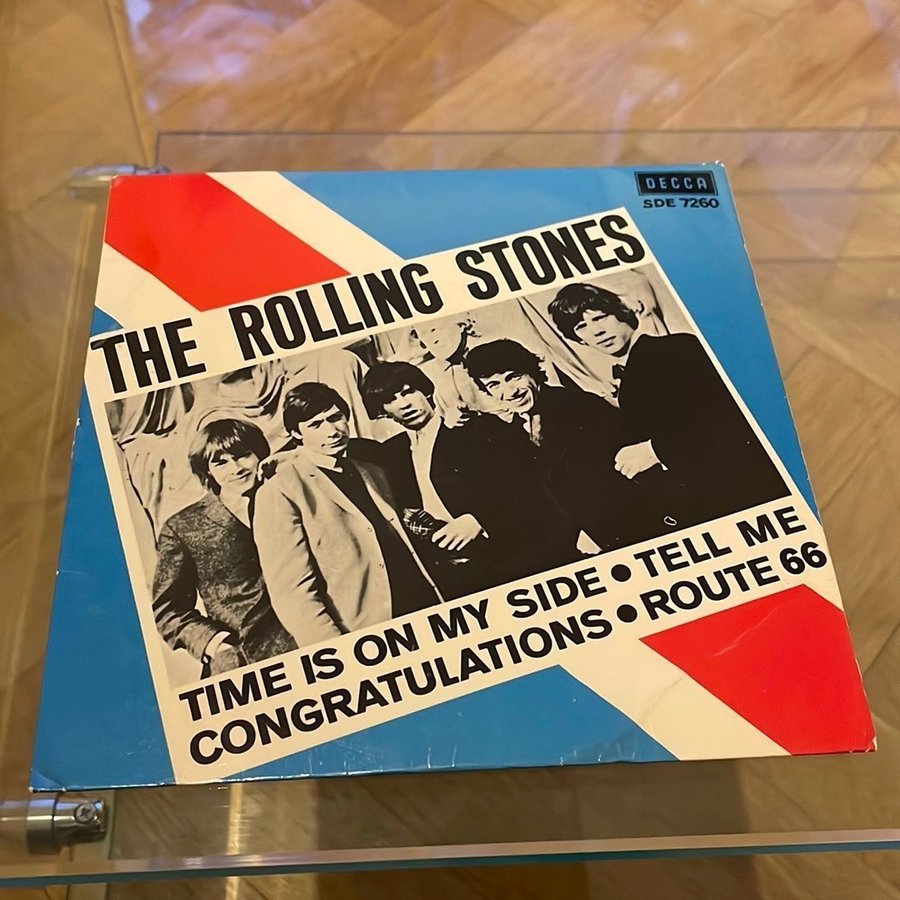 DECCA
SDE 7260
THE ROLLING STONES
TIME IS ON MY SIDE • TELL ME
CONGRATULATIONS • ROUTE 66